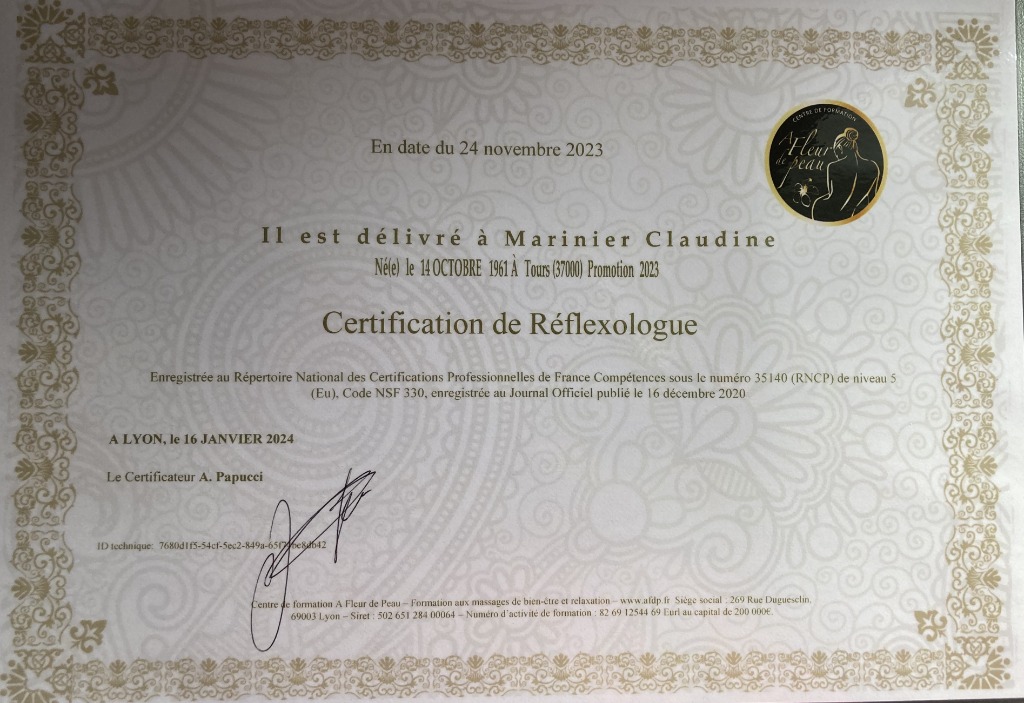 CENTRE DE FORMATION
A Fleur
de peau
En date du 24 novembre 2023
Il est délivré à Marinier Claudine
Né(e) le 14 OCTOBRE 1961 À Tours (37000) Promotion 2023
Certification de Réflexologue
Enregistrée au Répertoire National des Certifications Professionnelles de France Compétences sous le numéro 35140 (RNCP) de niveau 5
(Eu), Code NSF 330, enregistrée au Journal Officiel publié le 16 décembre 2020
A LYON, le 16 JANVIER 2024
Le Certificateur A. Papucci
ID technique: 
Centre de formation A Fleur de Peau – Formation aux massages de bien-être et relaxation – www.afdp.fr Siège social : 269 Rue Duguesclin,
69003 Lyon – Siret : 502 651 284 00064 – Numéro d'activité de formation : 82 69 12544 69 Eurl au capital de 200 000€.